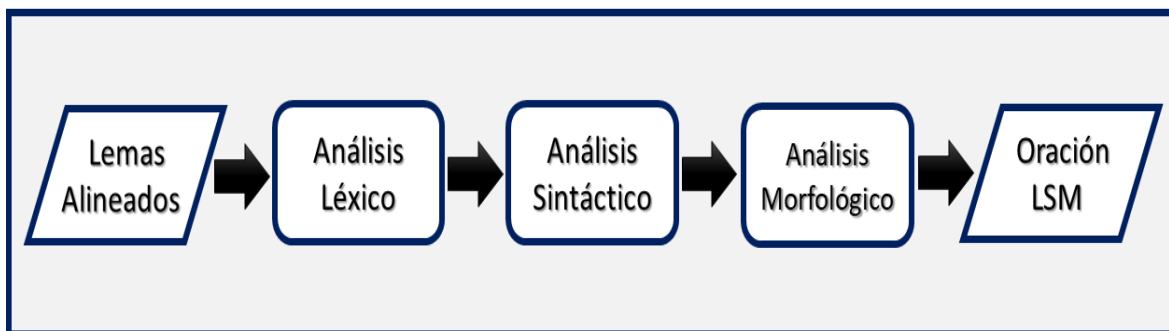 Lemas
Alineados
Análisis
Léxico
Análisis
Sintáctico
Análisis
Morfológico
Oración
LSM